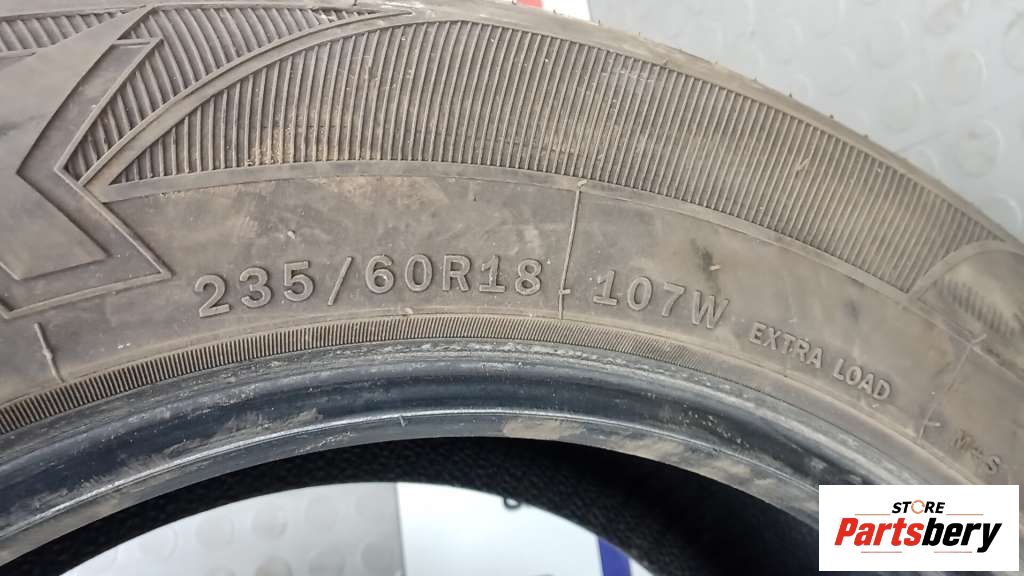 235/60R18 107W EXTRA LOAD
M+S
STORE
Partsbery